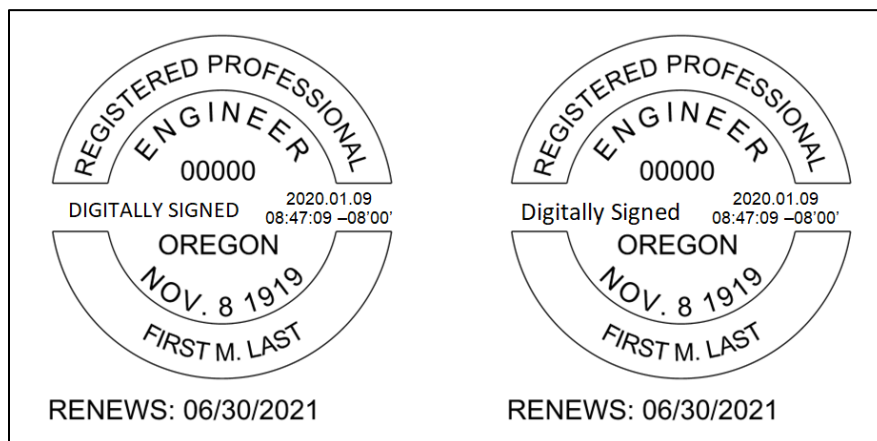 REGISTERED PROFESSIONAL
ENGINEER
00000
DIGITALLY SIGNED
2020.01.09
08:47:09 –08'00'
OREGON
NOV. 8 1919
FIRST M. LAST
RENEWS: 06/30/2021
REGISTERED PROFESSIONAL
ENGINEER
00000
Digitally Signed
2020.01.09
08:47:09 –08'00'
OREGON
NOV. 8 1919
FIRST M. LAST
RENEWS: 06/30/2021